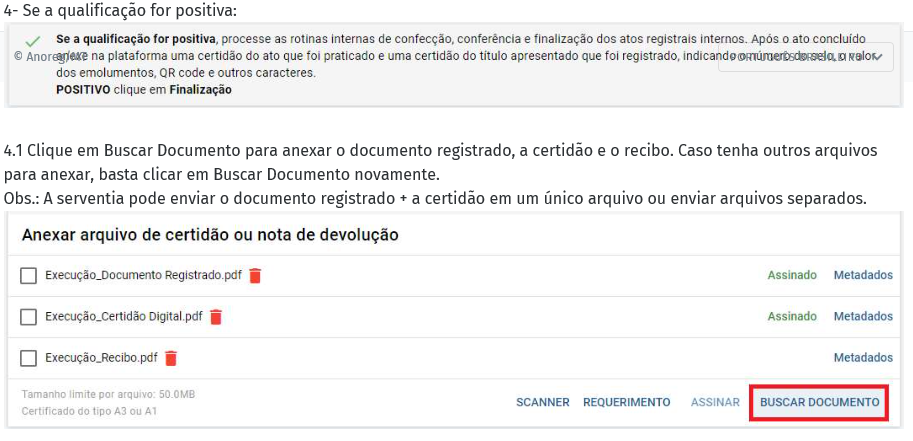 4- Se a qualificação for positiva:
Se a qualificação for positiva, processe as rotinas internas de confecção, conferência e finalização dos atos registrais internos. Após o ato concluído
© Anoreg/MT
anexe na plataforma uma certidão do ato que foi praticado e uma certidão do título apresentado que foi registrado, indicando o número do selo, o valor
PORTUGUÊS BRASILEIRO
dos emolumentos, QR code e outros caracteres.
POSITIVO clique em Finalização
4.1 Clique em Buscar Documento para anexar o documento registrado, a certidão e o recibo. Caso tenha outros arquivos
para anexar, basta clicar em Buscar Documento novamente.
Obs.: A serventia pode enviar o documento registrado + a certidão em um único arquivo ou enviar arquivos separados.
Anexar arquivo de certidão ou nota de devolução
Execução_Documento Registrado.pdf Assinado Metadados
Execução_Certidão Digital.pdf Assinado Metadados
Execução_Recibo.pdf Metadados
Tamanho limite por arquivo: 50.0MB
Certificado do tipo A3 ou A1
SCANNER REQUERIMENTO ASSINAR BUSCAR DOCUMENTO